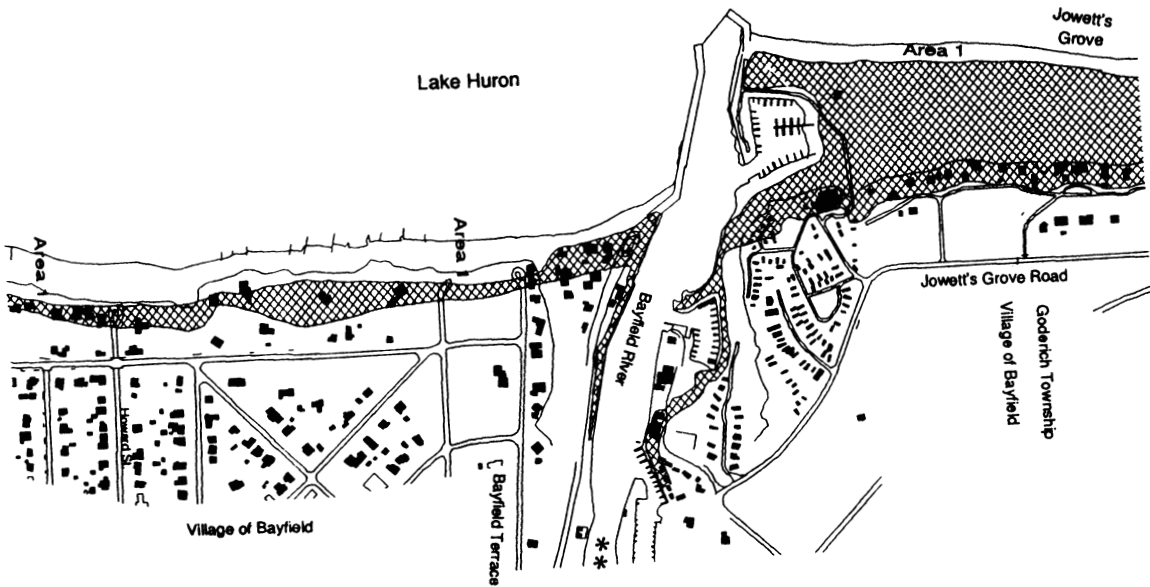 Jowett's
Grove
Area 1
Lake Huron
Area 1
Area 1
Jowett's Grove Road
Bayfield River
Goderich Township
Village of Bayfield
Howard St.
Bayfield Terrace
Village of Bayfield
**